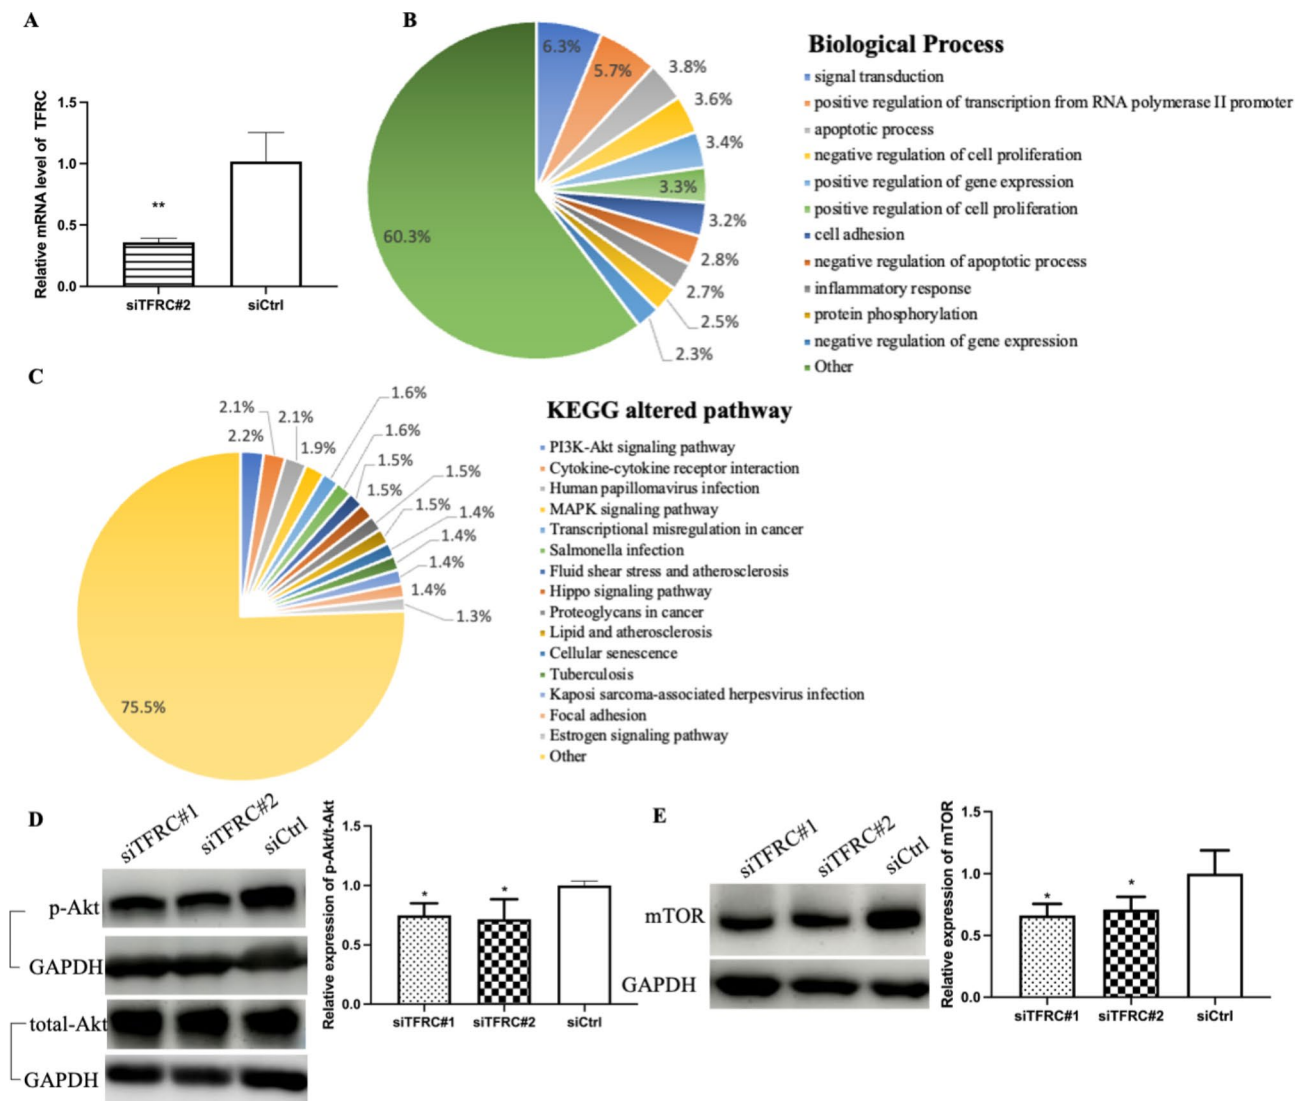 A
Relative mRNA level of TFRC
1.5
1.0
0.5
0.0
**
siTFRC#2
siCtrl
B
6.3%
5.7%
3.8%
3.6%
3.4%
3.3%
3.2%
2.8%
2.7%
2.5%
2.3%
60.3%
Biological Process
signal transduction
positive regulation of transcription from RNA polymerase II promoter
apoptotic process
negative regulation of cell proliferation
positive regulation of gene expression
positive regulation of cell proliferation
cell adhesion
negative regulation of apoptotic process
inflammatory response
protein phosphorylation
negative regulation of gene expression
Other
C
2.2%
2.1%
2.1%
1.9%
1.6%
1.6%
1.5%
1.5%
1.5%
1.5%
1.4%
1.4%
1.4%
1.4%
1.3%
75.5%
KEGG altered pathway
PI3K-Akt signaling pathway
Cytokine-cytokine receptor interaction
Human papillomavirus infection
MAPK signaling pathway
Transcriptional misregulation in cancer
Salmonella infection
Fluid shear stress and atherosclerosis
Hippo signaling pathway
Proteoglycans in cancer
Lipid and atherosclerosis
Cellular senescence
Tuberculosis
Kaposi sarcoma-associated herpesvirus infection
Focal adhesion
Estrogen signaling pathway
Other
D
siTFRC#1
siTFRC#2
siCtrl
p-Akt
GAPDH
total-Akt
GAPDH
Relative expression of p-Akt/t-Akt
1.5
1.0
0.5
0.0
*
*
siTFRC#1
siTFRC#2
siCtrl
E
siTFRC#1
siTFRC#2
siCtrl
mTOR
GAPDH
Relative expression of mTOR
1.5
1.0
0.5
0.0
*
*
siTFRC#1
siTFRC#2
siCtrl